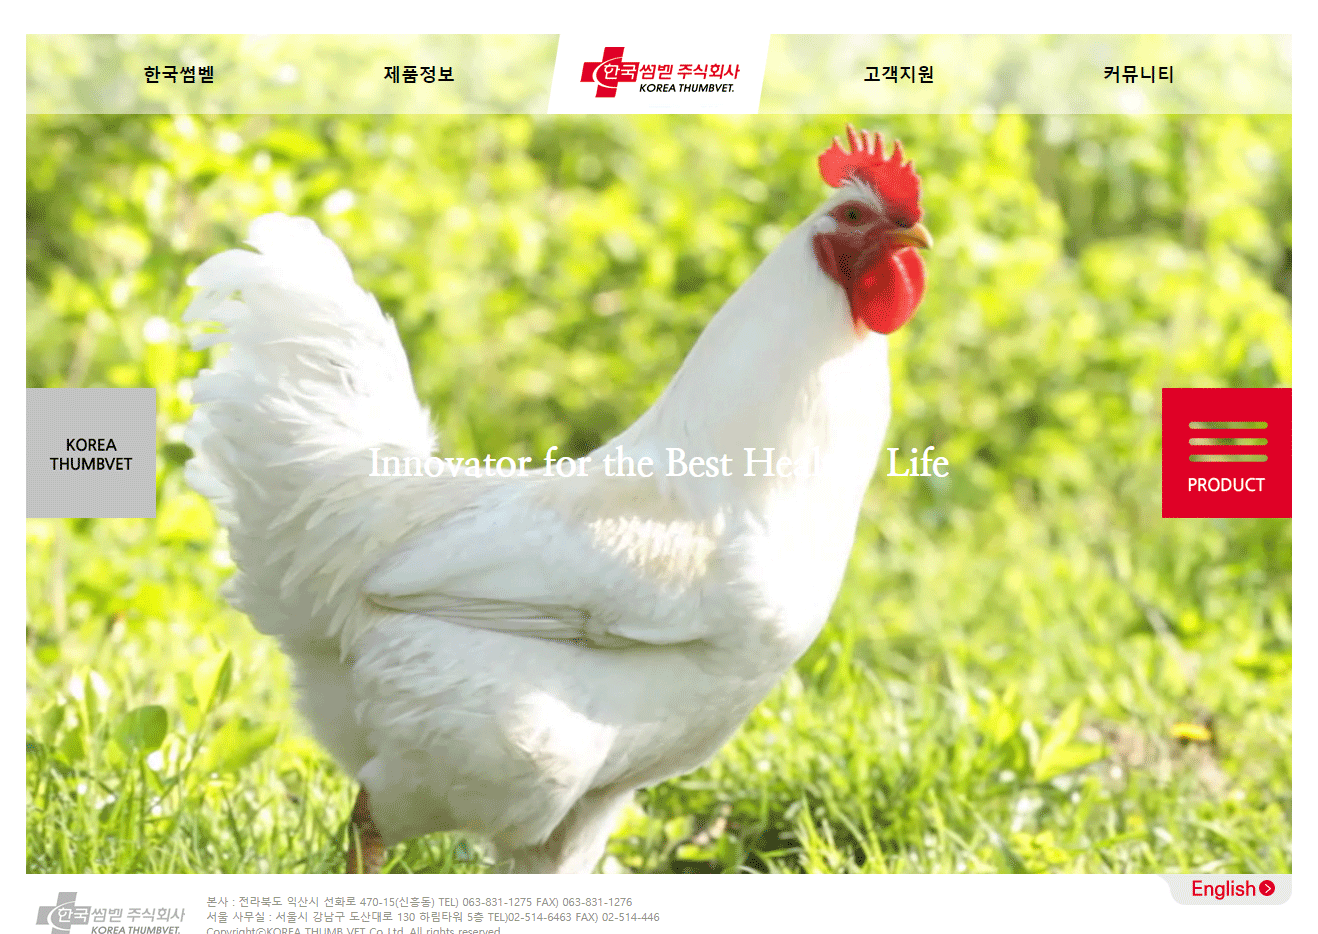 한국썸벧
제품정보
한국썸벧 주식회사
KOREA THUMBVET.
고객지원
커뮤니티
KOREA
THUMBVET
Innovator for the Best Health Life
PRODUCT
English
한국썸벧 주식회사
KOREA THUMBVET.
본사 : 전라북도 익산시 선화로 470-15(신흥동) TEL) 063-831-1275 FAX) 063-831-1276
서울 사무실 : 서울시 강남구 도산대로 130 하림타워 5층 TEL)02-514-6463 FAX) 02-514-446
Copyright©KOREA THUMB VET Co.Ltd. All rights reserved.